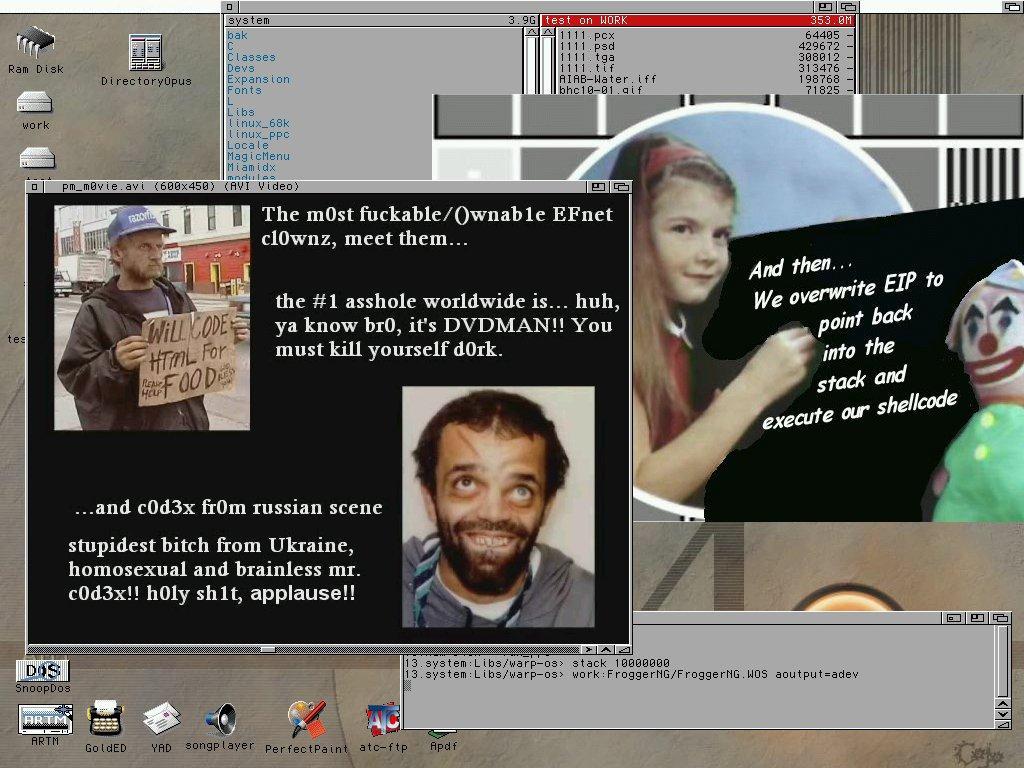 system 3.9G
test on WORK 353.0M
bak
C
Classes
Devs
Expansion
Fonts
L
Libs
linux_68k
linux_ppc
Locale
MagicMenu
Miamidx
modules
1111.pcx 64405 -
1111.psd 429672 -
1111.tga 308012 -
1111.tif 313476 -
AIAB-Water.iff 198768 -
bhc10-01.gif 71825 -
Ram Disk
DirectoryOpus
work
pm_m0vie.avi (600x450) (AVI Video)
razorfis
WILL CODE
HTML FOR
PLEASE HELP
FOOD
The m0st fuckable/()wnab1e EFnet
cl0wnz, meet them...
the #1 asshole worldwide is... huh,
ya know br0, it's DVDMAN!! You
must kill yourself d0rk.
...and c0d3x fr0m russian scene
stupidest bitch from Ukraine,
homosexual and brainless mr.
c0d3x!! h0ly sh1t, applause!!
And then...
We overwrite EIP to
point back
into the
stack and
execute our shellcode
13.system:Libs/warp-os> stack 10000000
13.system:Libs/warp-os> work:FroggerNG/FroggerNG.WOS aoutput=adev
DOS
SnoopDos
ARTM
ARTM
GoldED
YAD
songplayer
PerfectPaint
ATC
atc-ftp
Apdf